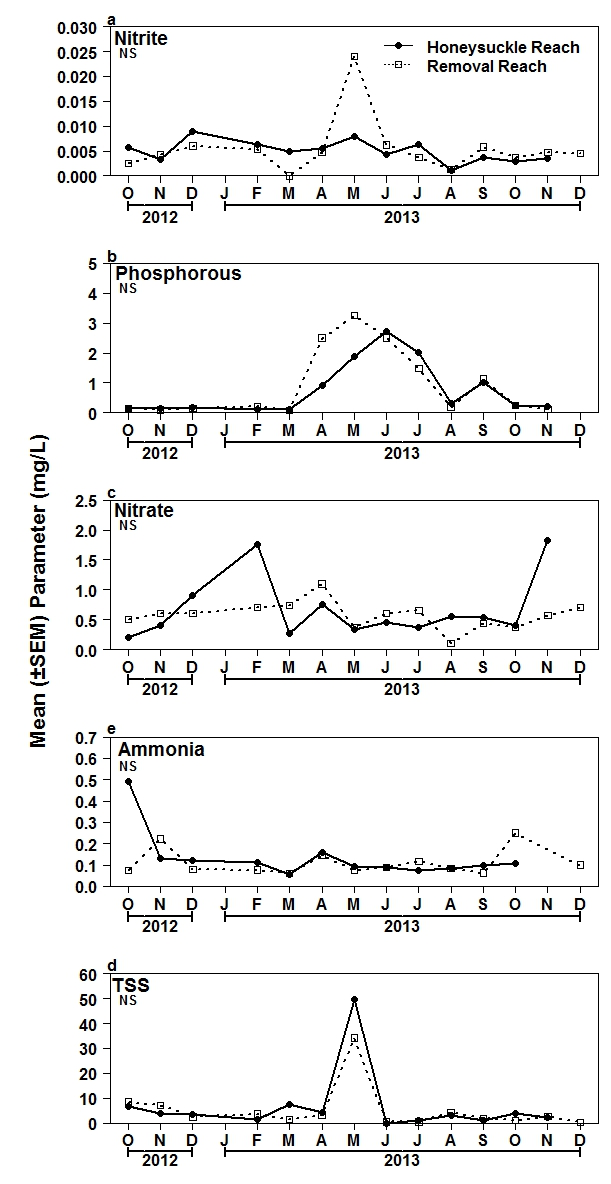 Mean (±SEM) Parameter (mg/L)
a
Nitrite
NS
Honeysuckle Reach
Removal Reach
0.030
0.025
0.020
0.015
0.010
0.005
0.000
O N D J F M A M J J A S O N D
2012 2013
b
Phosphorous
NS
5
4
3
2
1
0
O N D J F M A M J J A S O N D
2012 2013
c
Nitrate
NS
2.5
2.0
1.5
1.0
0.5
0.0
O N D J F M A M J J A S O N D
2012 2013
e
Ammonia
NS
0.7
0.6
0.5
0.4
0.3
0.2
0.1
0.0
O N D J F M A M J J A S O N D
2012 2013
d
TSS
NS
60
50
40
30
20
10
0
O N D J F M A M J J A S O N D
2012 2013